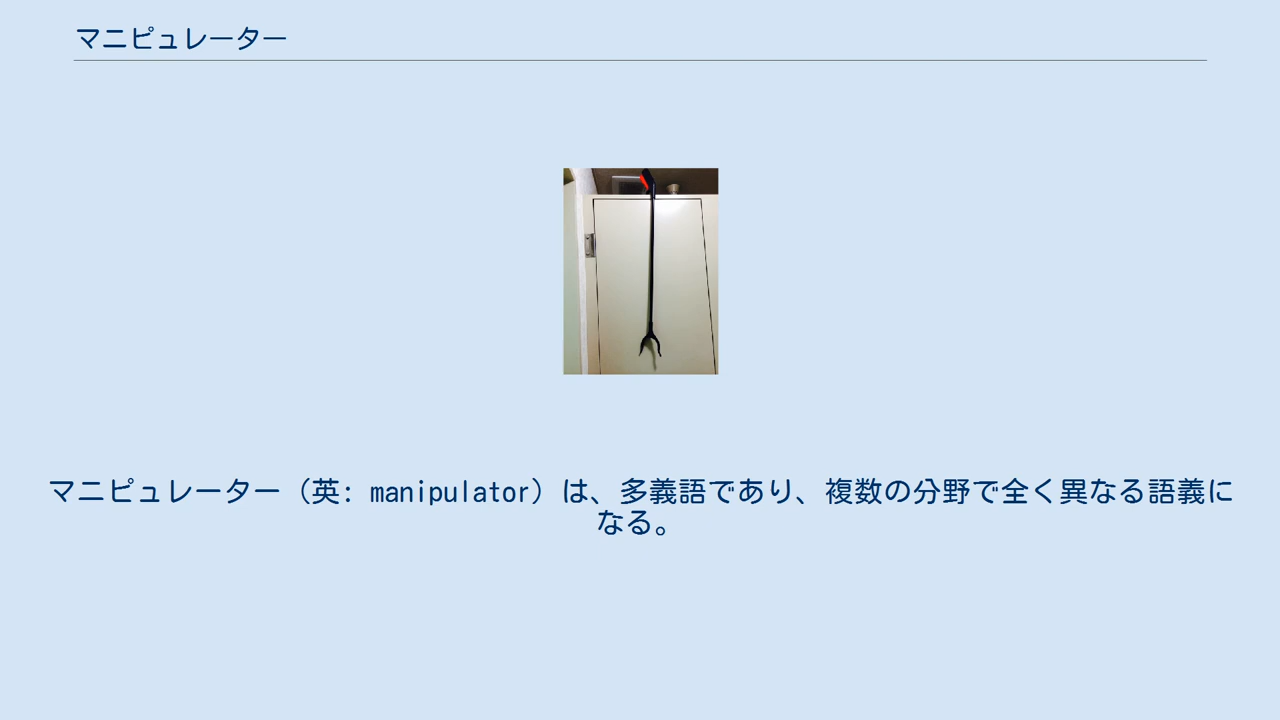 マニピュレーター
マニピュレーター（英: manipulator）は、多義語であり、複数の分野で全く異なる語義に
なる。